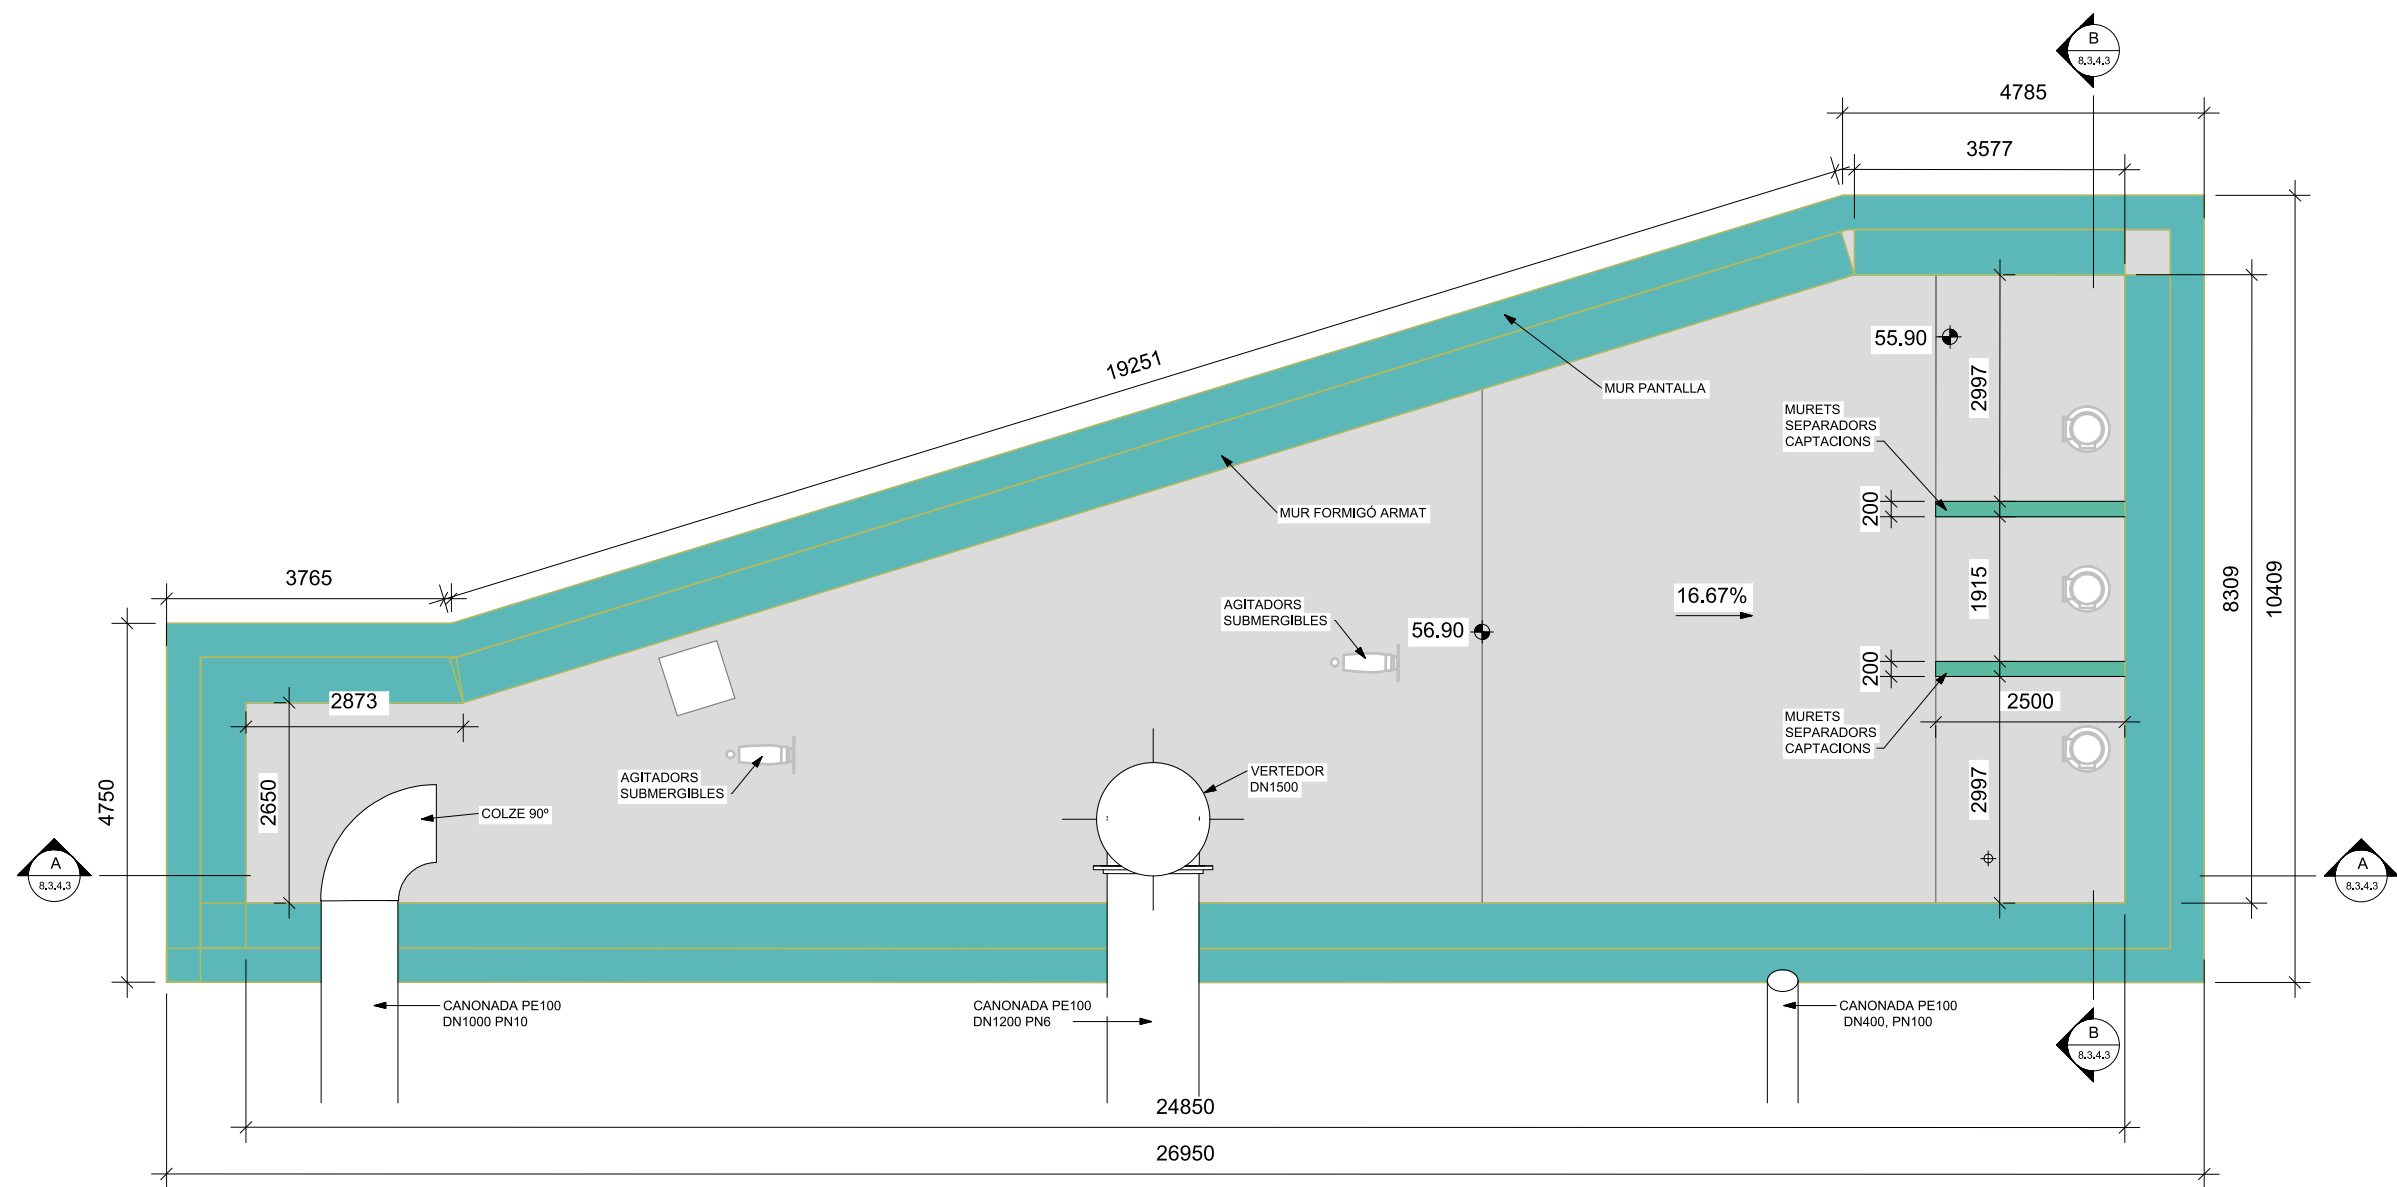 B
8.3.4.3
4785
3577
19251
55.90
MUR PANTALLA
2997
MURETS
SEPARADORS
CAPTACIONS
200
MUR FORMIGÓ ARMAT
3765
16.67%
1915
8309
10409
AGITADORS
SUBMERGIBLES
56.90
200
2873
2500
MURETS
SEPARADORS
CAPTACIONS
4750
2650
AGITADORS
SUBMERGIBLES
COLZE 90º
VERTEDOR
DN1500
2997
A
8.3.4.3
A
8.3.4.3
CANONADA PE100
DN1000 PN10
CANONADA PE100
DN1200 PN6
CANONADA PE100
DN400, PN100
B
8.3.4.3
24850
26950